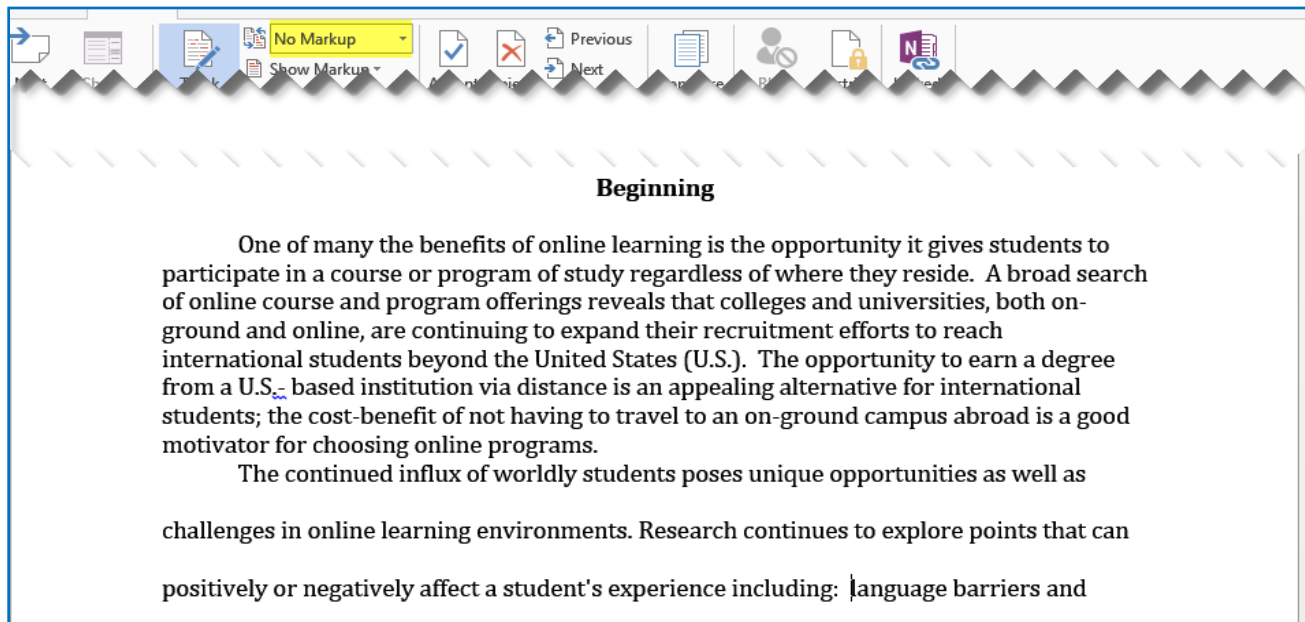 No Markup
Previous
Show Markup
Next
N
Beginning
One of many the benefits of online learning is the opportunity it gives students to
participate in a course or program of study regardless of where they reside.  A broad search
of online course and program offerings reveals that colleges and universities, both on-
ground and online, are continuing to expand their recruitment efforts to reach
international students beyond the United States (U.S.).  The opportunity to earn a degree
from a U.S.- based institution via distance is an appealing alternative for international
students; the cost-benefit of not having to travel to an on-ground campus abroad is a good
motivator for choosing online programs.
The continued influx of worldly students poses unique opportunities as well as
challenges in online learning environments. Research continues to explore points that can
positively or negatively affect a student's experience including:  language barriers and